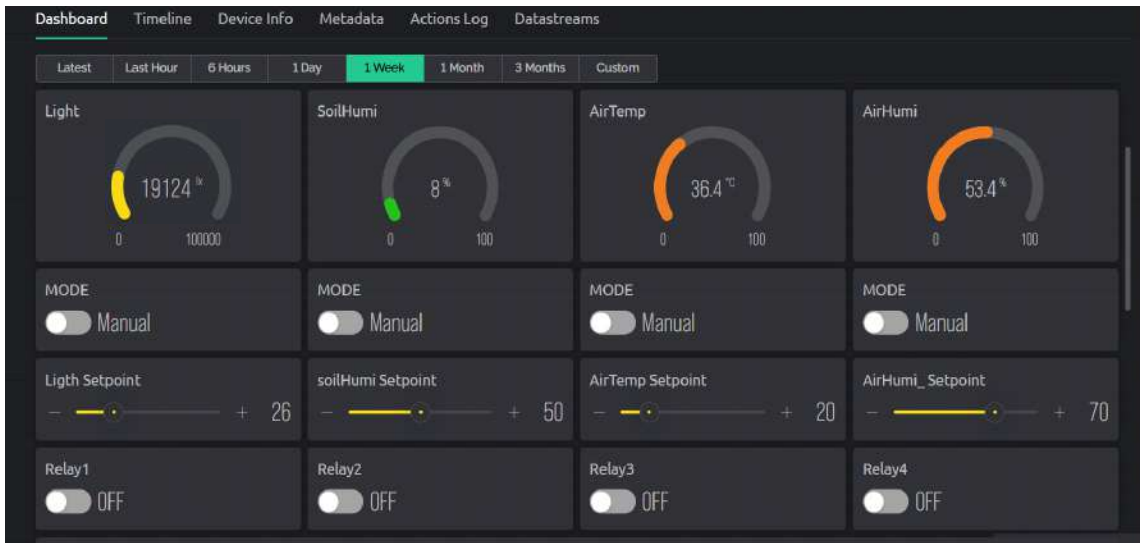 Dashboard Timeline Device Info Metadata Actions Log Datastreams
Latest Last Hour 6 Hours 1 Day 1 Week 1 Month 3 Months Custom
Light SoilHumi AirTemp AirHumi
19124 lx 8 % 36.4 °C 53.4 %
0 100000 0 100 0 100 0 100
MODE MODE MODE MODE
Manual Manual Manual Manual
Ligth Setpoint soilHumi Setpoint AirTemp Setpoint AirHumi_ Setpoint
− + 26 − + 50 − + 20 − + 70
Relay1 Relay2 Relay3 Relay4
OFF OFF OFF OFF